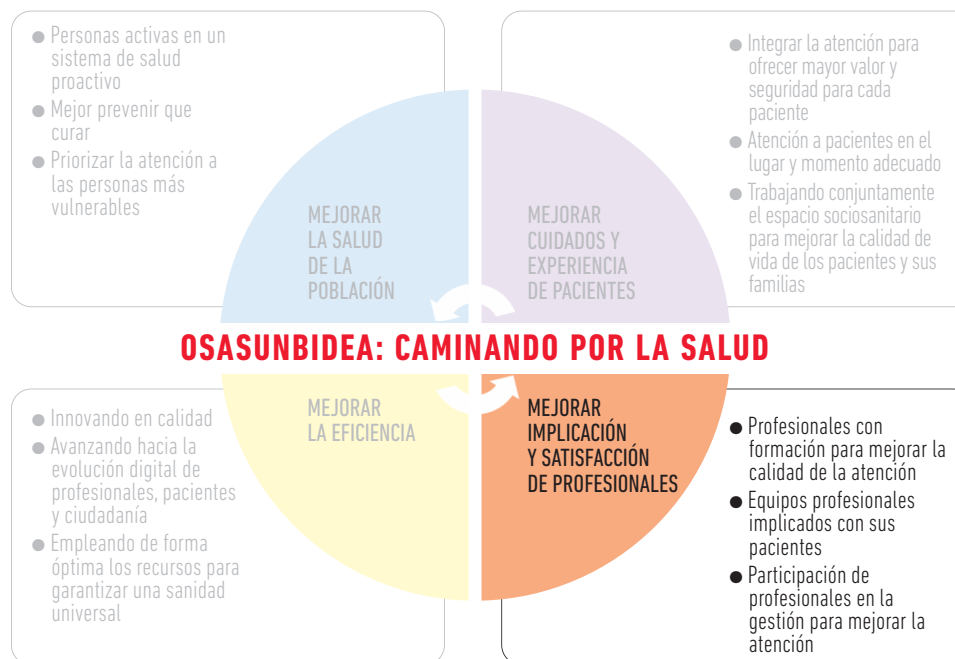 ● Personas activas en un
sistema de salud
proactivo
● Mejor prevenir que
curar
● Priorizar la atención a
las personas más
vulnerables
MEJORAR
LA SALUD
DE LA
POBLACIÓN
MEJORAR
CUIDADOS Y
EXPERIENCIA
DE PACIENTES
● Integrar la atención para
ofrecer mayor valor y
seguridad para cada
paciente
● Atención a pacientes en el
lugar y momento adecuado
● Trabajando conjuntamente
el espacio sociosanitario
para mejorar la calidad de
vida de los pacientes y sus
familias
OSASUNBIDEA: CAMINANDO POR LA SALUD
● Innovando en calidad
● Avanzando hacia la
evolución digital de
profesionales, pacientes
y ciudadanía
● Empleando de forma
óptima los recursos para
garantizar una sanidad
universal
MEJORAR
LA EFICIENCIA
MEJORAR
IMPLICACIÓN
Y SATISFACCIÓN
DE PROFESIONALES
● Profesionales con
formación para mejorar la
calidad de la atención
● Equipos profesionales
implicados con sus
pacientes
● Participación de
profesionales en la
gestión para mejorar la
atención